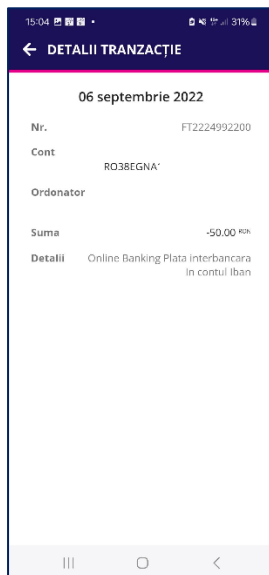 15:04 31%
← DETALII TRANZACȚIE
06 septembrie 2022
Nr. FT2224992200
Cont
RO38EGNA
Ordonator
Suma -50.00 RON
Detalii Online Banking Plata interbancara
In contul Iban